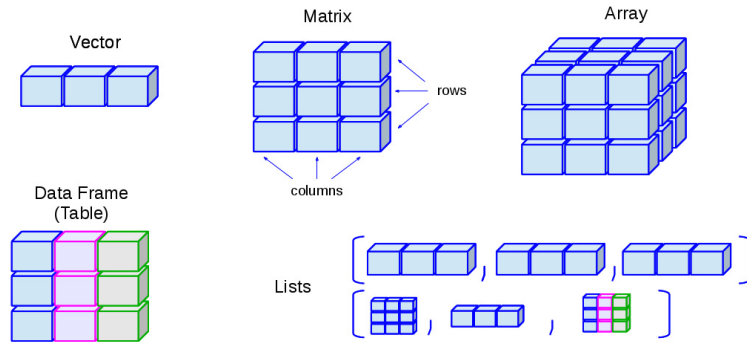 Vector
Matrix
Array
rows
columns
Data Frame
(Table)
Lists